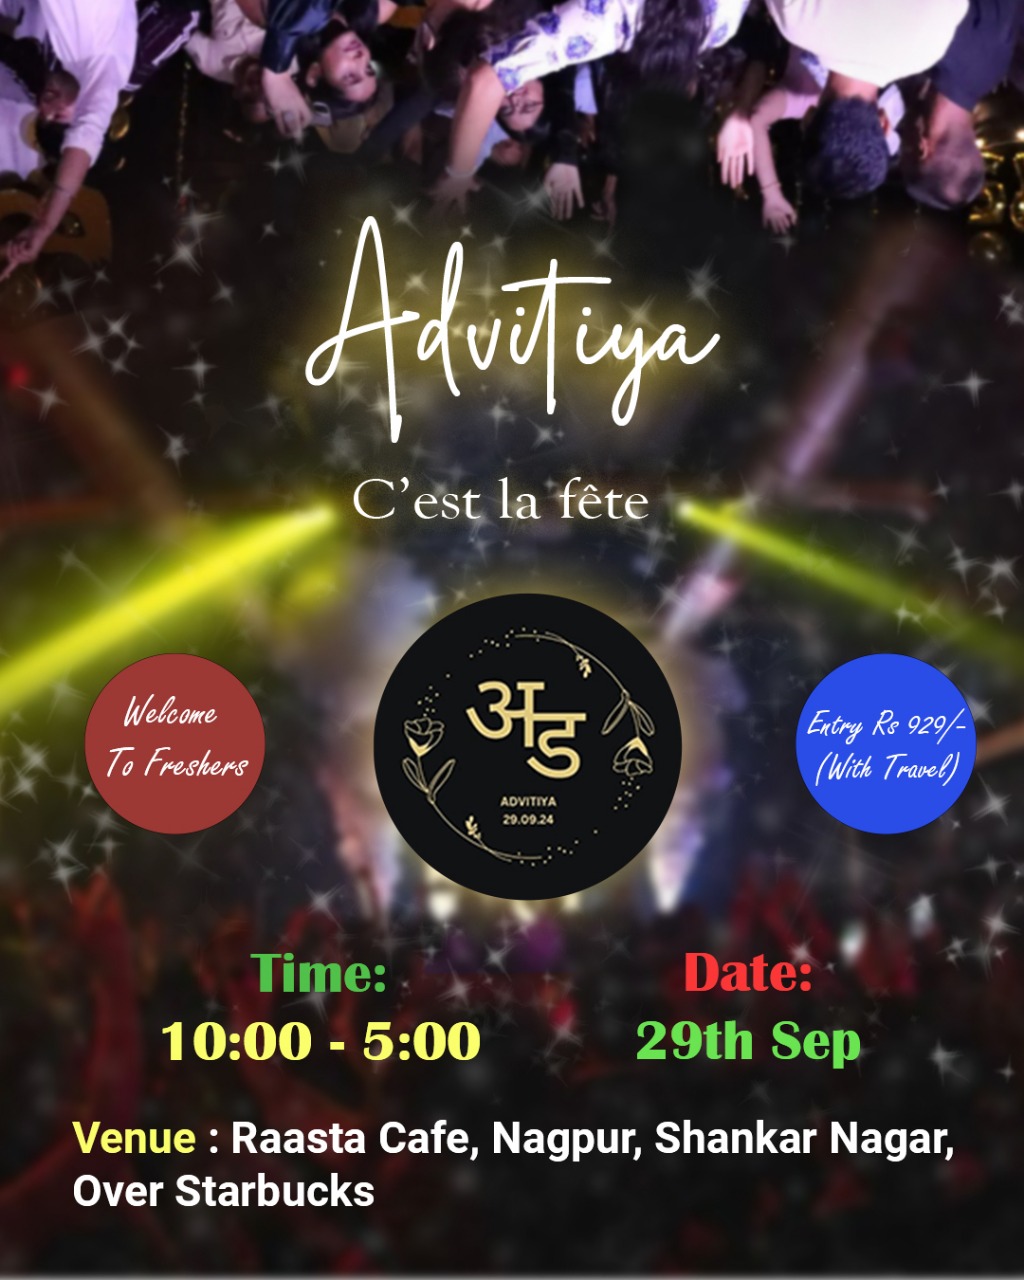 Advitiya
C'est la fête
Welcome
To Freshers
अ
ड
ADVITIYA
29.09.24
Entry Rs 929/-
(With Travel)
Time:
10:00 - 5:00
Date:
29th Sep
Venue : Raasta Cafe, Nagpur, Shankar Nagar,
Over Starbucks